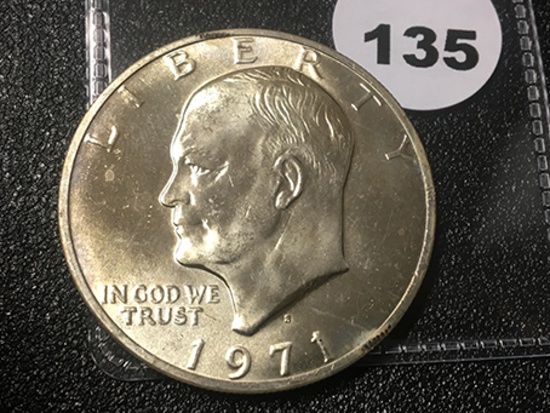 135
LIBERTY
IN GOD WE
TRUST
S
1971